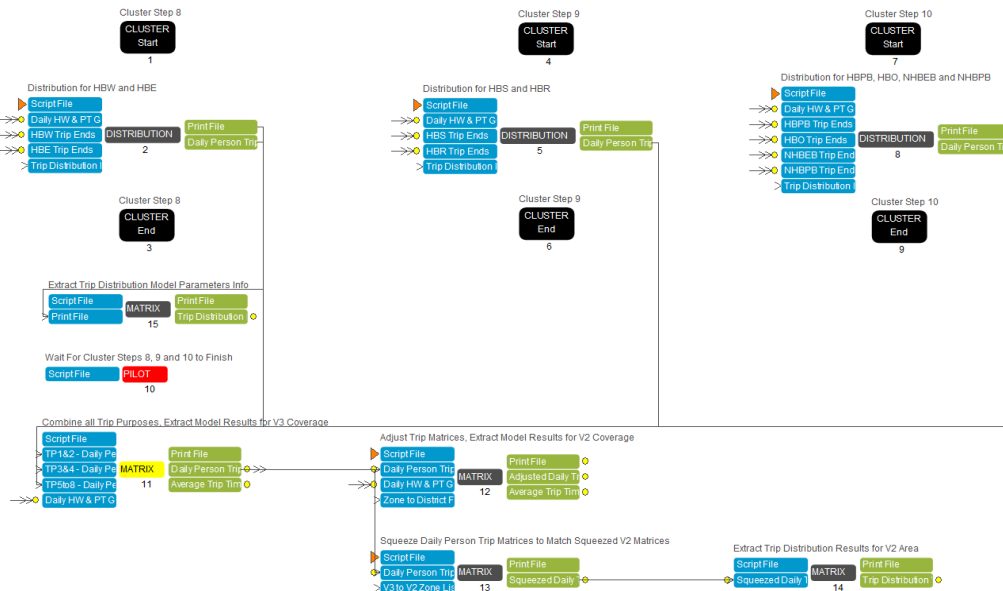 Cluster Step 8
CLUSTER
Start
1
Cluster Step 9
CLUSTER
Start
4
Cluster Step 10
CLUSTER
Start
7
Distribution for HBW and HBE
Script File
Daily HW & PT G
HBW Trip Ends
HBE Trip Ends
Trip Distribution
DISTRIBUTION
2
Print File
Daily Person Trip
Distribution for HBS and HBR
Script File
Daily HW & PT G
HBS Trip Ends
HBR Trip Ends
Trip Distribution
DISTRIBUTION
5
Print File
Daily Person Trip
Distribution for HBPB, HBO, NHBEB and NHBPB
Script File
Daily HW & PT G
HBPB Trip Ends
HBO Trip Ends
NHBEB Trip End
NHBPB Trip End
Trip Distribution
DISTRIBUTION
8
Print File
Daily Person Tri
Cluster Step 8
CLUSTER
End
3
Cluster Step 9
CLUSTER
End
6
Cluster Step 10
CLUSTER
End
9
Extract Trip Distribution Model Parameters Info
Script File
Print File
MATRIX
15
Print File
Trip Distribution
Wait For Cluster Steps 8, 9 and 10 to Finish
Script File
PILOT
10
Combine all Trip Purposes, Extract Model Results for V3 Coverage
Script File
TP1&2 - Daily Pe
TP3&4 - Daily Pe
TP5to8 - Daily Pe
Daily HW & PT G
MATRIX
11
Print File
Daily Person Trip
Average Trip Tim
Adjust Trip Matrices, Extract Model Results for V2 Coverage
Script File
Daily Person Trip
Daily HW & PT G
Zone to District F
MATRIX
12
Print File
Adjusted Daily Tr
Average Trip Tim
Squeeze Daily Person Trip Matrices to Match Squeezed V2 Matrices
Script File
Daily Person Trip
V3 to V2 Zone Lis
MATRIX
13
Print File
Squeezed Daily
Extract Trip Distribution Results for V2 Area
Script File
Squeezed Daily T
MATRIX
14
Print File
Trip Distribution